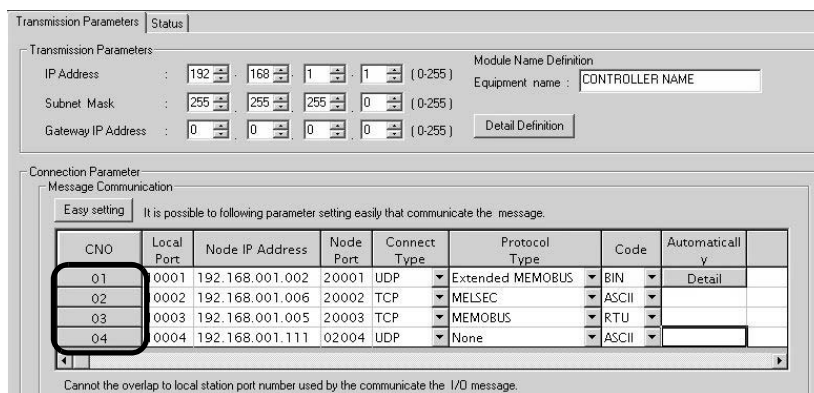 Transmission Parameters Status
Transmission Parameters
IP Address : 192 . 168 . 1 . 1 ( 0-255 )
Module Name Definition
Equipment name : CONTROLLER NAME
Subnet Mask : 255 . 255 . 255 . 0 ( 0-255 )
Gateway IP Address : 0 . 0 . 0 . 0 ( 0-255 )
Detail Definition
Connection Parameter
Message Communication
Easy setting It is possible to following parameter setting easily that communicate the message.
CNO Local Port Node IP Address Node Port Connect Type Protocol Type Code Automatically
01 10001 192.168.001.002 20001 UDP Extended MEMOBUS BIN Detail
02 10002 192.168.001.006 20002 TCP MELSEC ASCII
03 10003 192.168.001.005 20003 TCP MEMOBUS RTU
04 10004 192.168.001.111 02004 UDP None ASCII
Cannot the overlap to local station port number used by the communicate the I/O message.